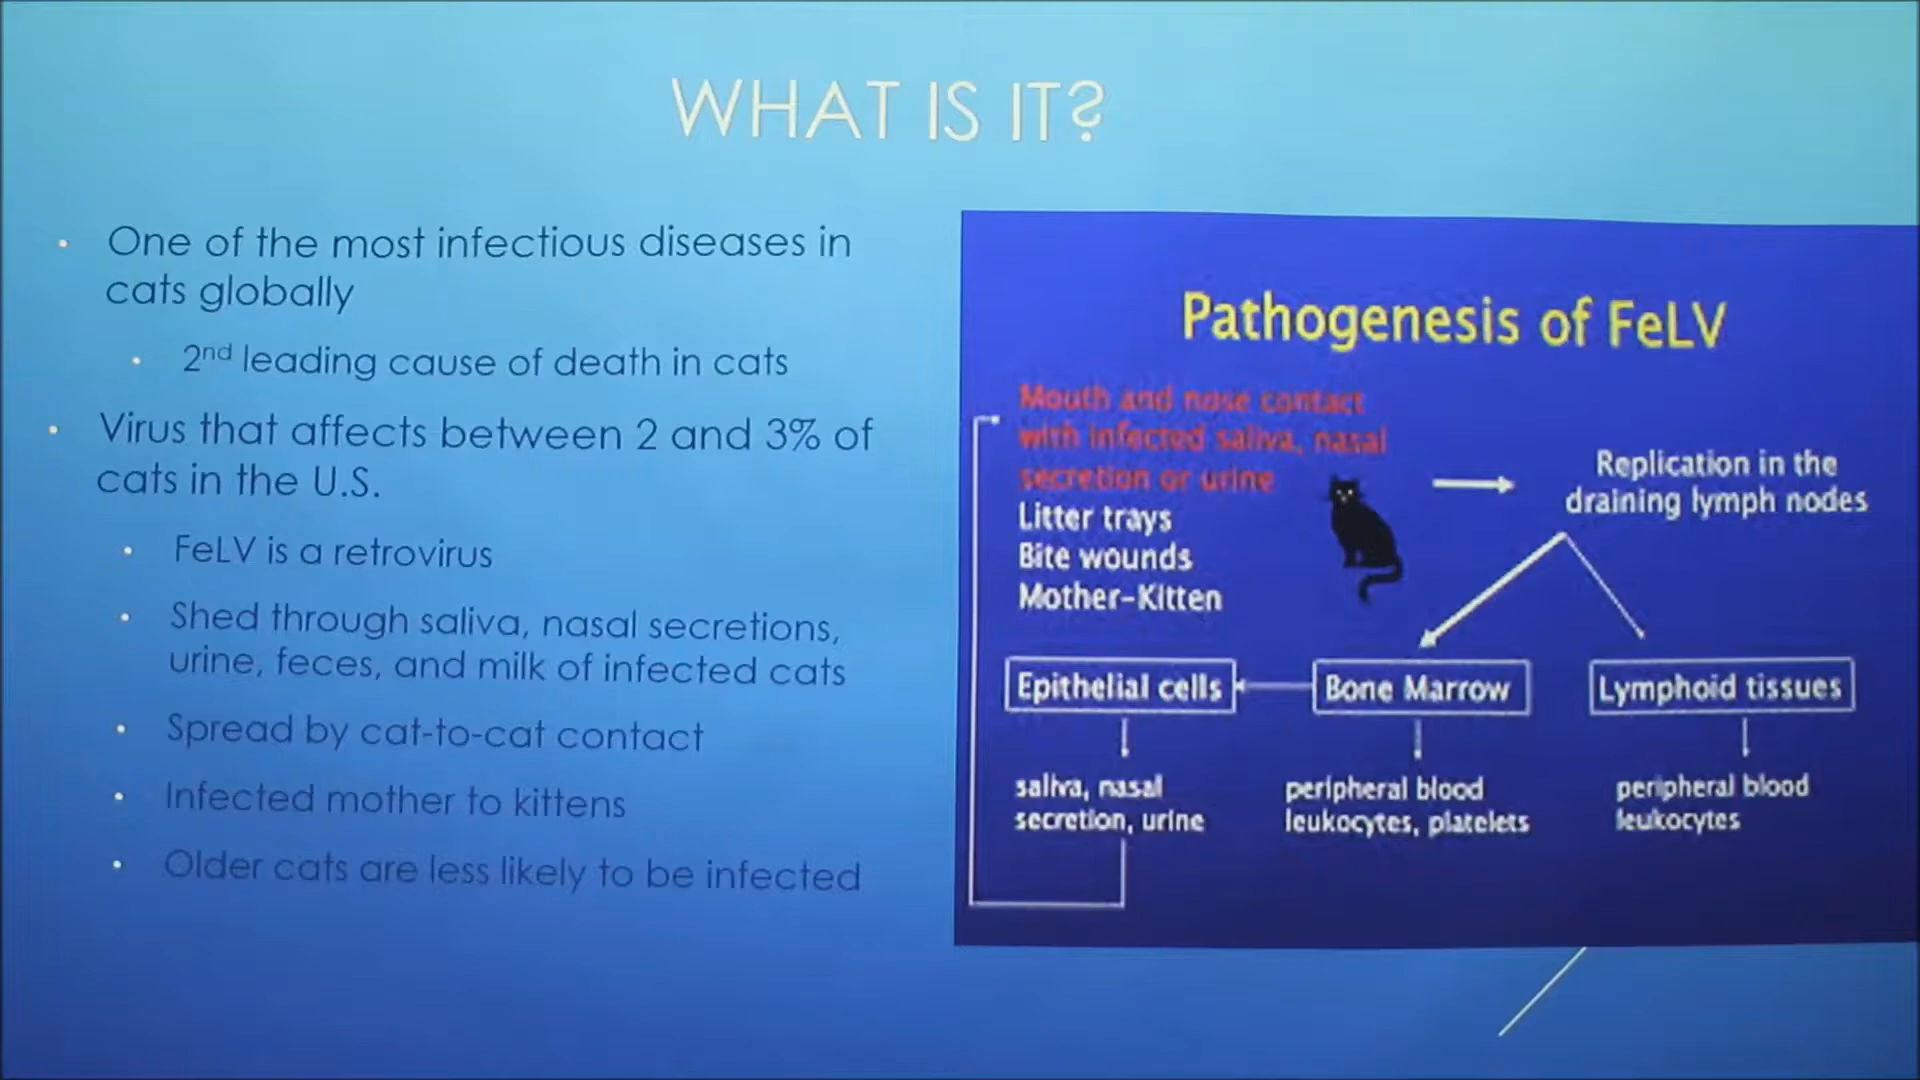 WHAT IS IT?
One of the most infectious diseases in
cats globally
2nd leading cause of death in cats
Virus that affects between 2 and 3% of
cats in the U.S.
FeLV is a retrovirus
Shed through saliva, nasal secretions,
urine, feces, and milk of infected cats
Spread by cat-to-cat contact
Infected mother to kittens
Older cats are less likely to be infected
Pathogenesis of FeLV
Mouth and nose contact
with infected saliva, nasal
secretion or urine
Litter trays
Bite wounds
Mother-Kitten
Replication in the
draining lymph nodes
Epithelial cells
Bone Marrow
Lymphoid tissues
saliva, nasal
secretion, urine
peripheral blood
leukocytes, platelets
peripheral blood
leukocytes